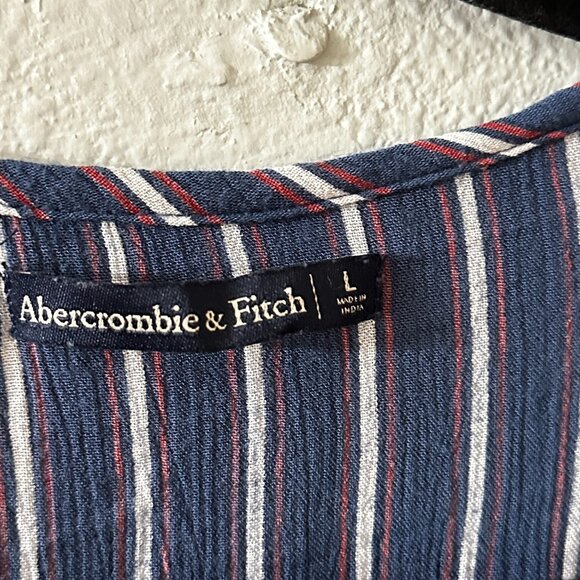 Abercrombie & Fitch
L
MADE IN
INDIA